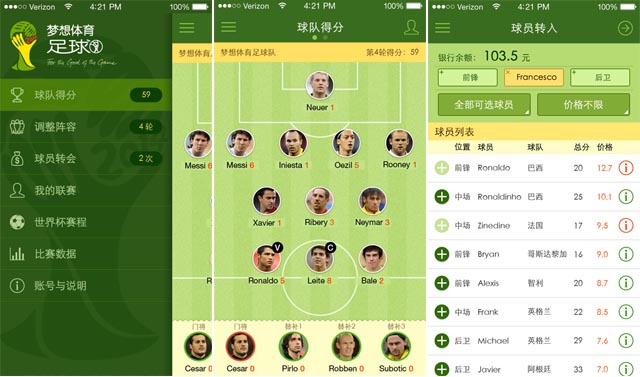 Verizon 4:21 PM 100%
梦想体育
足球
For the Good of the Game
球队得分 59
调整阵容 4 轮
球员转会 2 次
我的联赛
世界杯赛程
比赛数据
账号与说明
梦想体育
Messi 6
R
Ro
门将
Cesar 0
Verizon 4:21 PM 100%
球队得分
梦想体育足球队 第4轮得分：59
Neuer 1
Messi 6 Iniesta 1 Oezil 5 Rooney 1
Xavier 1 Ribery 3 Neymar 3
V C
Ronaldo 5 Leite 8 Bale 2
门将 替补1 替补2 替补3
Cesar 0 Pirlo 0 Robben 0 Subotic 0
Verizon 4:21 PM 100%
球员转入
银行余额： 103.5 元
前锋 Francesco 后卫
全部可选球员 价格不限
球员列表
位置 球员 球队 总分 价格
前锋 Ronaldo 巴西 20 12.7
中场 Ronaldinho 巴西 25 10.1
中场 Zinedine 法国 17 9.5
前锋 Bryan 哥斯达黎加 16 9.0
前锋 Alexis 智利 20 8.7
中场 Frank 英格兰 22 8.5
后卫 Michael 英格兰 29 7.6
后卫 Javier 阿根廷 33 7.0